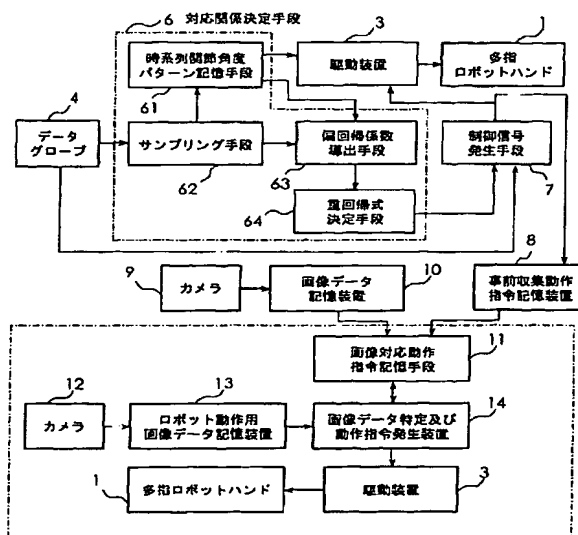 6 対応関係決定手段
時系列関節角度
パターン記憶手段
61
3
駆動装置
1
多指
ロボットハンド
4
データ
グローブ
サンプリング手段
62
偏回帰係数
導出手段
63
重回帰式
決定手段
64
制御信号
発生手段
7
9
カメラ
10
画像データ
記憶装置
8
事前収集動作
指令記憶装置
画像対応動作
指令記憶手段
11
12
カメラ
13
ロボット動作用
画像データ記憶装置
画像データ特定及び
動作指令発生装置
14
1
多指ロボットハンド
駆動装置
3